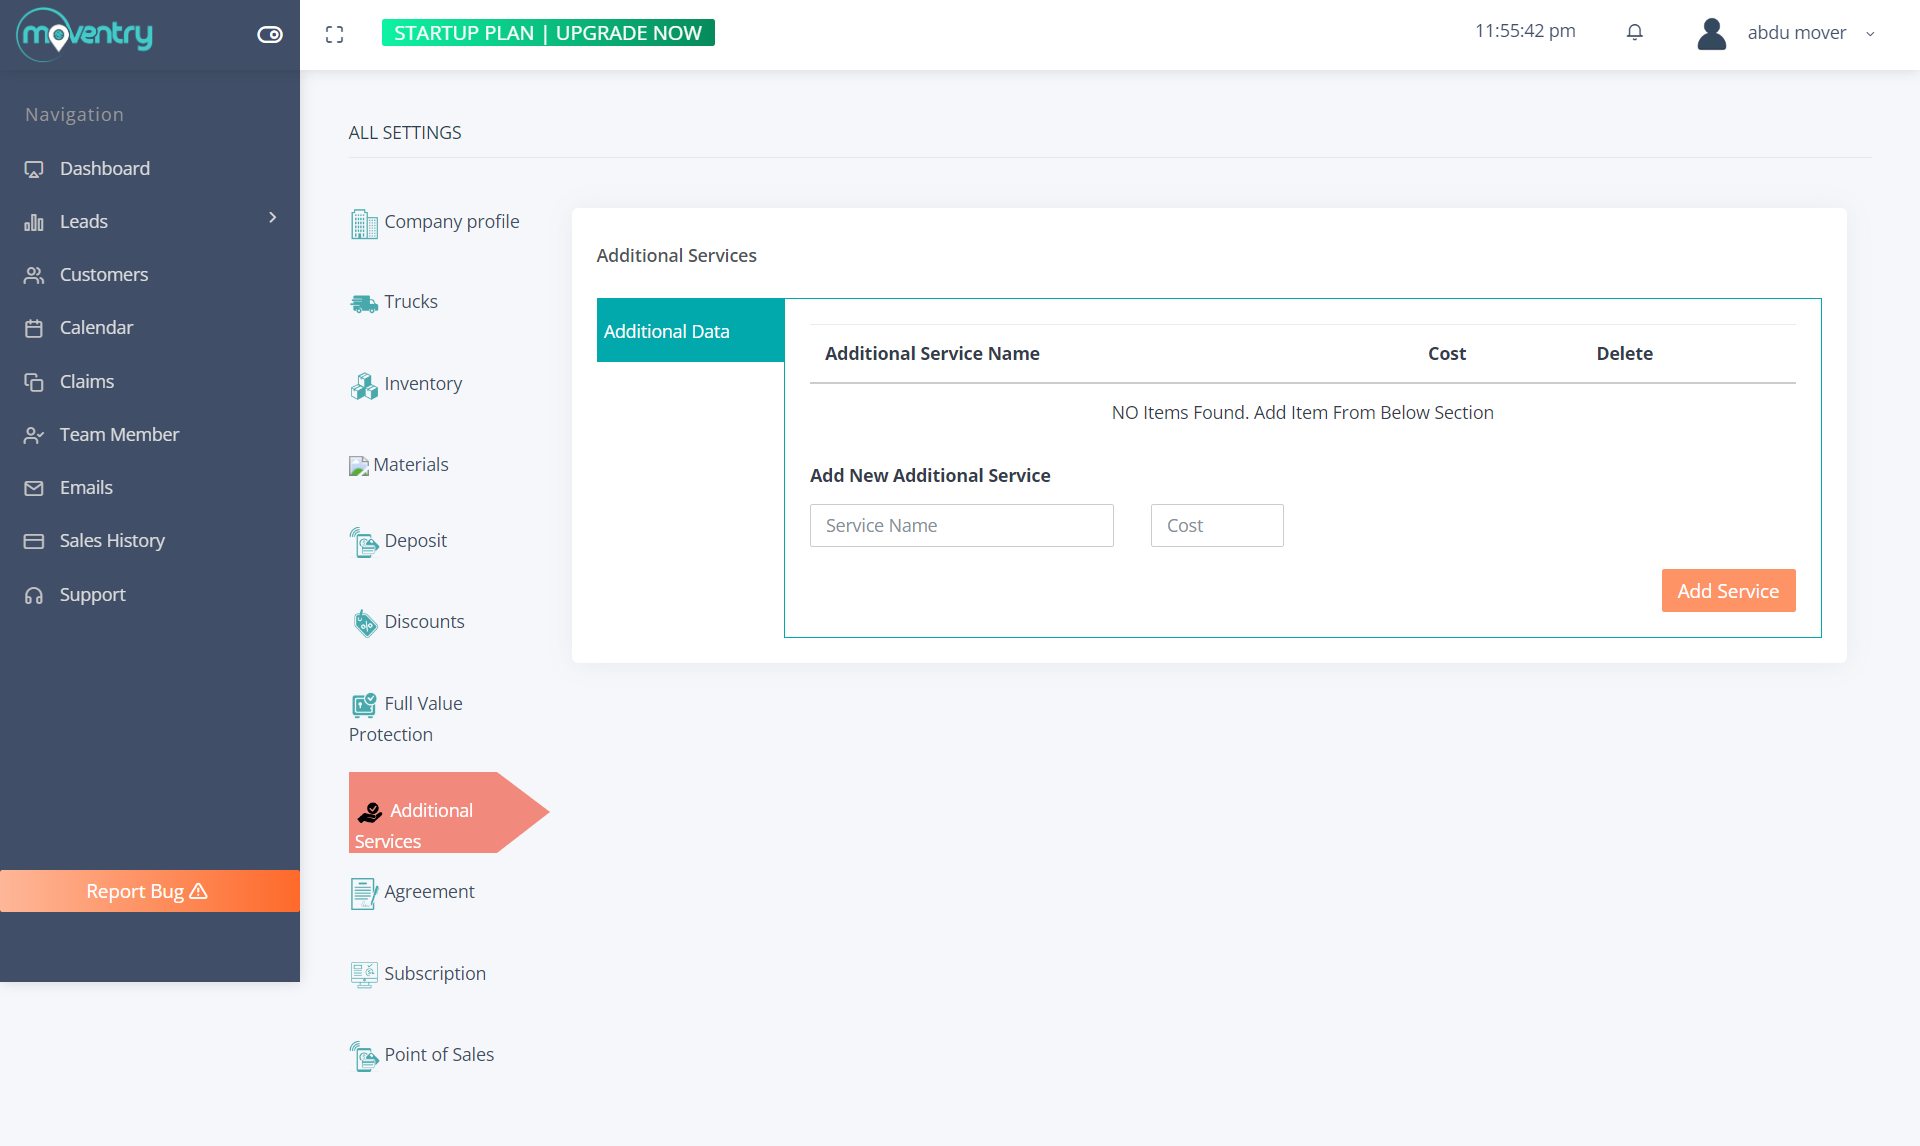 moventry
STARTUP PLAN | UPGRADE NOW
11:55:42 pm
abdu mover
Navigation
Dashboard
Leads
Customers
Calendar
Claims
Team Member
Emails
Sales History
Support
Report Bug
ALL SETTINGS
Company profile
Trucks
Inventory
Materials
Deposit
Discounts
Full Value
Protection
Additional
Services
Agreement
Subscription
Point of Sales
Additional Services
Additional Data
Additional Service Name Cost Delete
NO Items Found. Add Item From Below Section
Add New Additional Service
Service Name Cost
Add Service